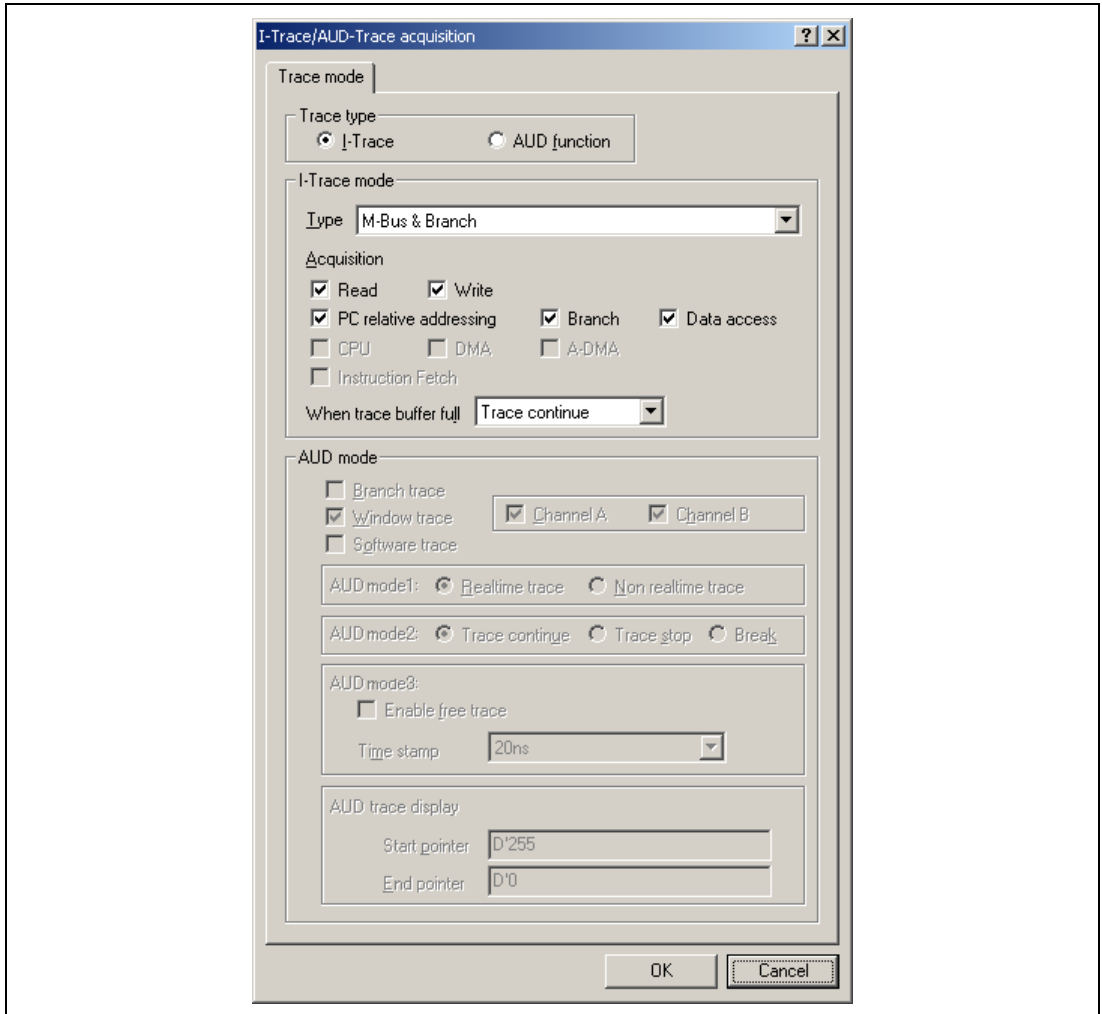 I-Trace/AUD-Trace acquisition
Trace mode
Trace type
I-Trace AUD function
I-Trace mode
Type M-Bus & Branch
Acquisition
Read Write
PC relative addressing Branch Data access
CPU DMA A-DMA
Instruction Fetch
When trace buffer full Trace continue
AUD mode
Branch trace
Window trace Channel A Channel B
Software trace
AUD mode1: Realtime trace Non realtime trace
AUD mode2: Trace continue Trace stop Break
AUD mode3:
Enable free trace
Time stamp 20ns
AUD trace display
Start pointer D'255
End pointer D'0
OK Cancel